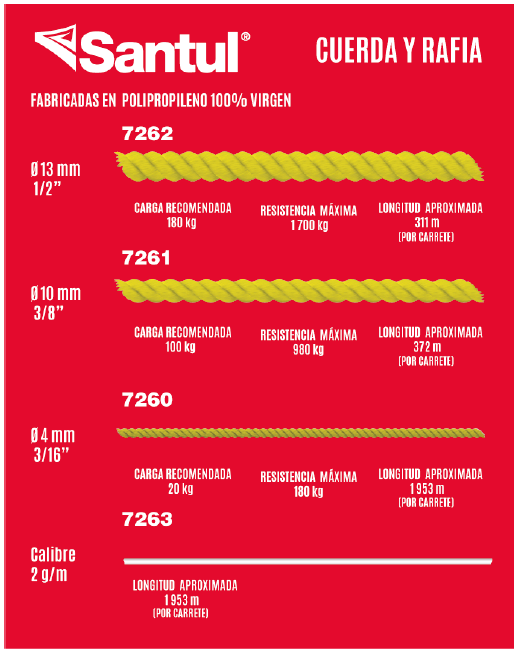 Santul®
CUERDA Y RAFIA
FABRICADAS EN POLIPROPILENO 100% VIRGEN
7262
Ø13 mm
1/2”
CARGA RECOMENDADA
180 kg
RESISTENCIA MÁXIMA
1 700 kg
LONGITUD APROXIMADA
311 m
(POR CARRETE)
7261
Ø10 mm
3/8”
CARGA RECOMENDADA
100 kg
RESISTENCIA MÁXIMA
980 kg
LONGITUD APROXIMADA
372 m
(POR CARRETE)
7260
Ø4 mm
3/16”
CARGA RECOMENDADA
20 kg
RESISTENCIA MÁXIMA
180 kg
LONGITUD APROXIMADA
1 953 m
(POR CARRETE)
7263
Calibre
2 g/m
LONGITUD APROXIMADA
1 953 m
(POR CARRETE)